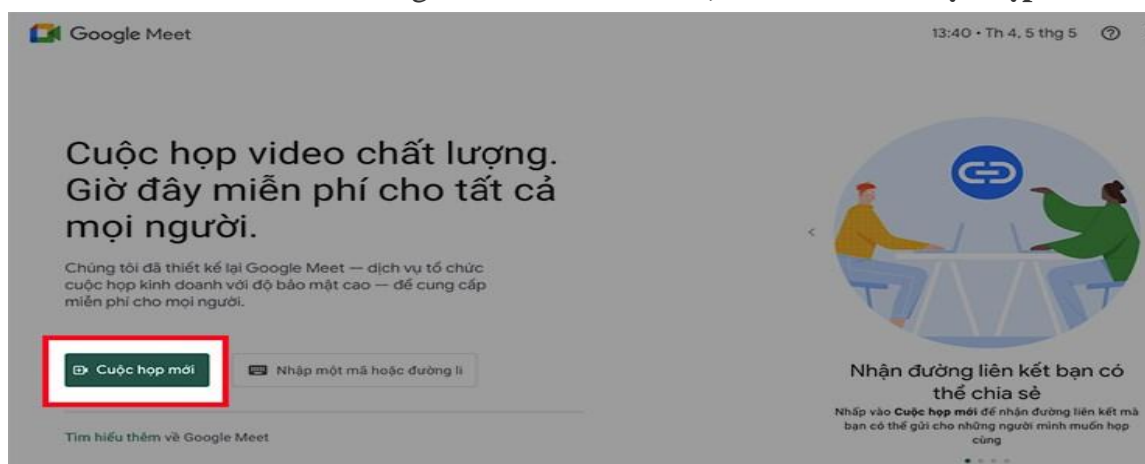 Google Meet
13:40 • Th 4, 5 thg 5
Cuộc họp video chất lượng.
Giờ đây miễn phí cho tất cả
mọi người.
Chúng tôi đã thiết kế lại Google Meet — dịch vụ tổ chức
cuộc họp kinh doanh với độ bảo mật cao — để cung cấp
miễn phí cho mọi người.
Cuộc họp mới
Nhập một mã hoặc đường li
Tìm hiểu thêm về Google Meet
Nhận đường liên kết bạn có
thể chia sẻ
Nhấp vào Cuộc họp mới để nhận đường liên kết mà
bạn có thể gửi cho những người mình muốn họp
cùng